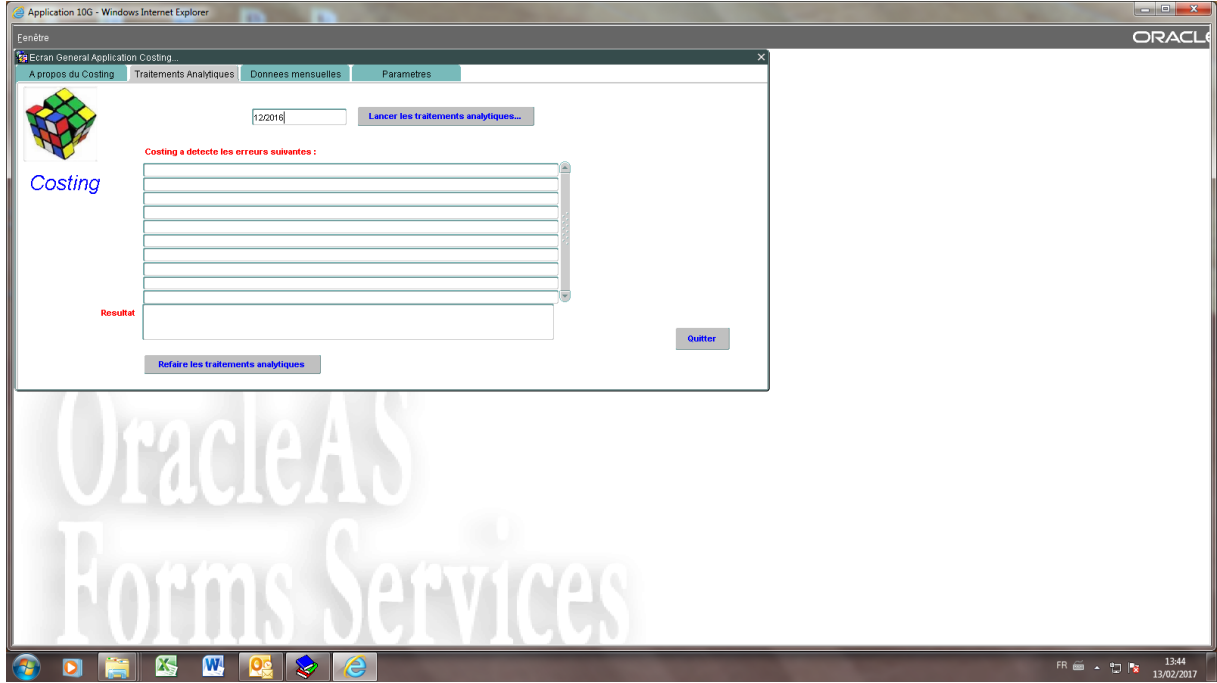 Application 10G - Windows Internet Explorer
Fenêtre
ORACL
Ecran General Application Costing...
A propos du Costing
Traitements Analytiques
Donnees mensuelles
Parametres
12/2016
Lancer les traitements analytiques...
Costing a detecte les erreurs suivantes :
Costing
Resultat
Quitter
Refaire les traitements analytiques
OracleAS
Forms Services
FR
13:44
13/02/2017